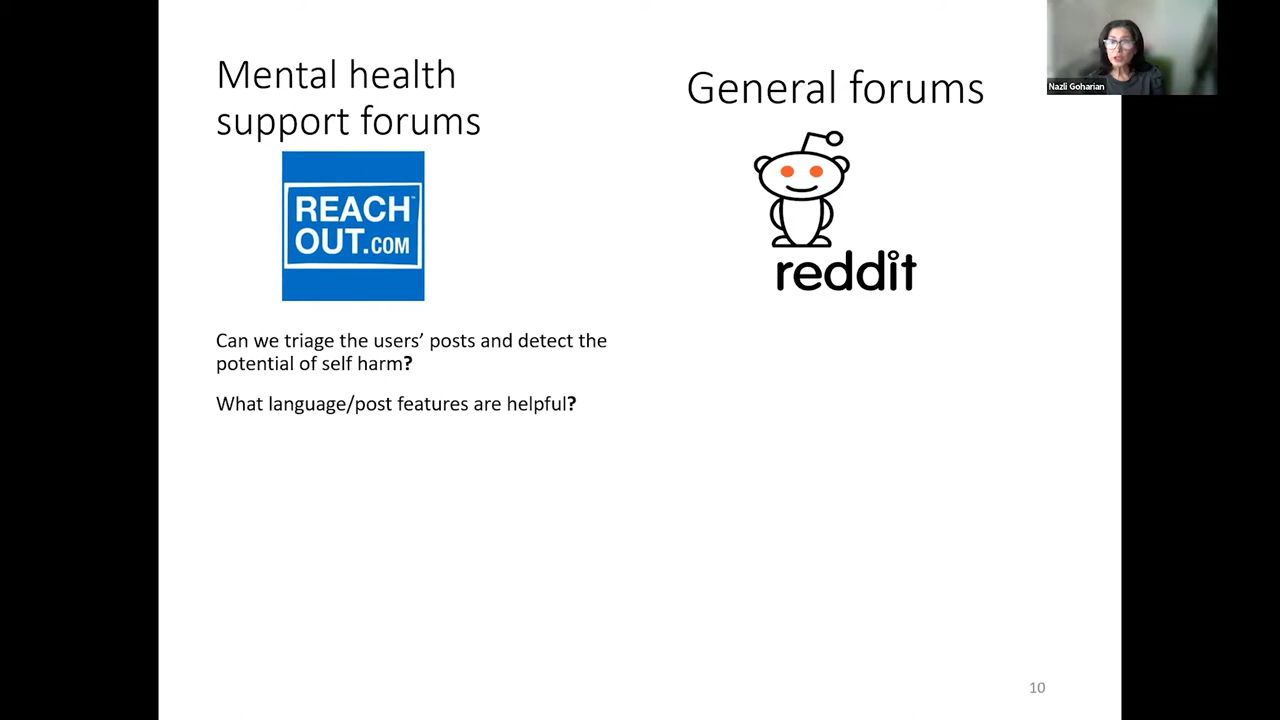 Mental health
support forums
REACH
OUT.COM
Can we triage the users’ posts and detect the
potential of self harm?
What language/post features are helpful?
General forums
reddit
Nazli Goharian
10